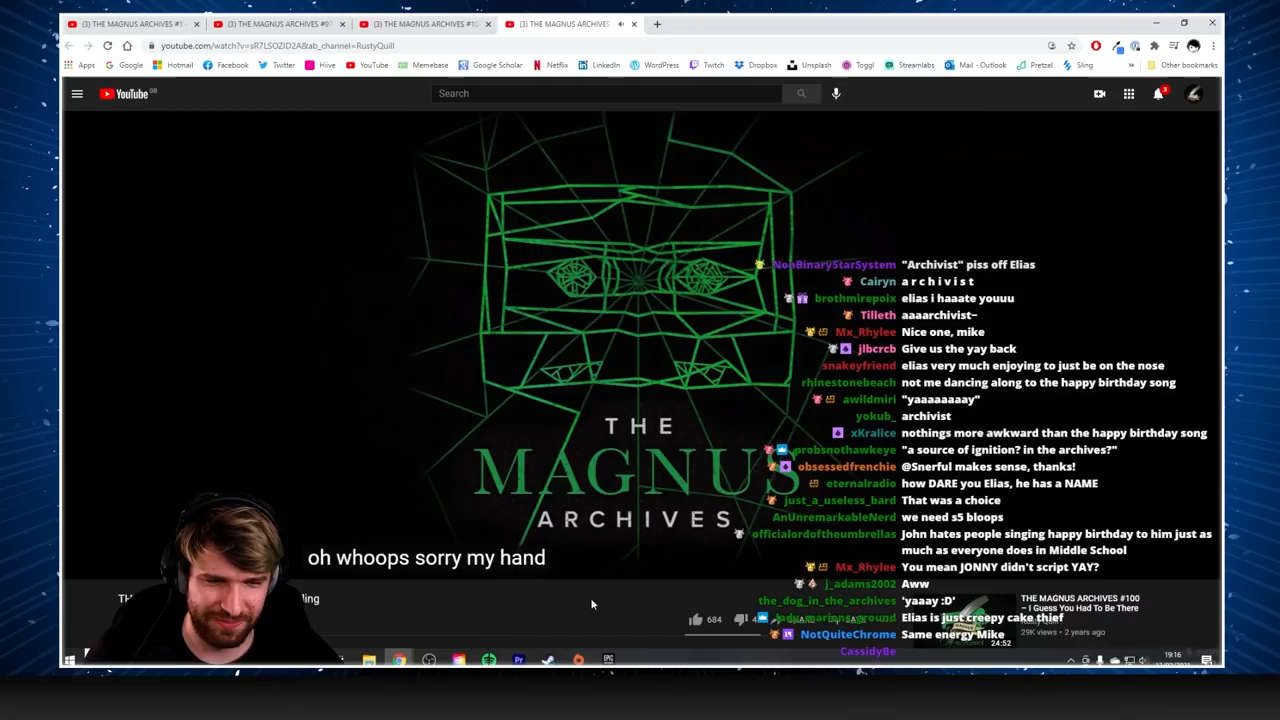 (3) THE MAGNUS ARCHIVES #1 -
(3) THE MAGNUS ARCHIVES #9
(3) THE MAGNUS ARCHIVES #10
(3) THE MAGNUS ARCHIVES
youtube.com/watch?v=sR7LSOZID2A&ab_channel=RustyQuill
Apps Google Hotmail Facebook Twitter Hiive YouTube Memebase Google Scholar Netflix LinkedIn WordPress Twitch Dropbox Unsplash Toggl Streamlabs Mail - Outlook Pretzel Sling » Other bookmarks
YouTube GB
Search
3
THE
MAGNUS
ARCHIVES
NonBinaryStarSystem "Archivist" piss off Elias
Cairyn a r c h i v i s t
brothmirepoix elias i haaate youuu
Tilleth aaarchivist~
Mx_Rhylee Nice one, mike
jlbcrcb Give us the yay back
snakeyfriend elias very much enjoying to just be on the nose
rhinestonebeach not me dancing along to the happy birthday song
awildmiri "yaaaaaaay"
yokub_ archivist
xKralice nothings more awkward than the happy birthday song
probsnothawkeye "a source of ignition? in the archives?"
obsessedfrenchie @Snerful makes sense, thanks!
eternalradio how DARE you Elias, he has a NAME
just_a_useless_bard That was a choice
AnUnremarkableNerd we need s5 bloops
officialordoftheumbrellas John hates people singing happy birthday to him just as
much as everyone does in Middle School
Mx_Rhylee You mean JONNY didn't script YAY?
j_adams2002 Aww
the_dog_in_the_archives 'yaaay :D'
Elias is just creepy cake thief
NotQuiteChrome Same energy Mike
CassidyBe
oh whoops sorry my hand
TH
ling
684
THE MAGNUS ARCHIVES #100
– I Guess You Had To Be There
29K views • 2 years ago
24:52
19:16